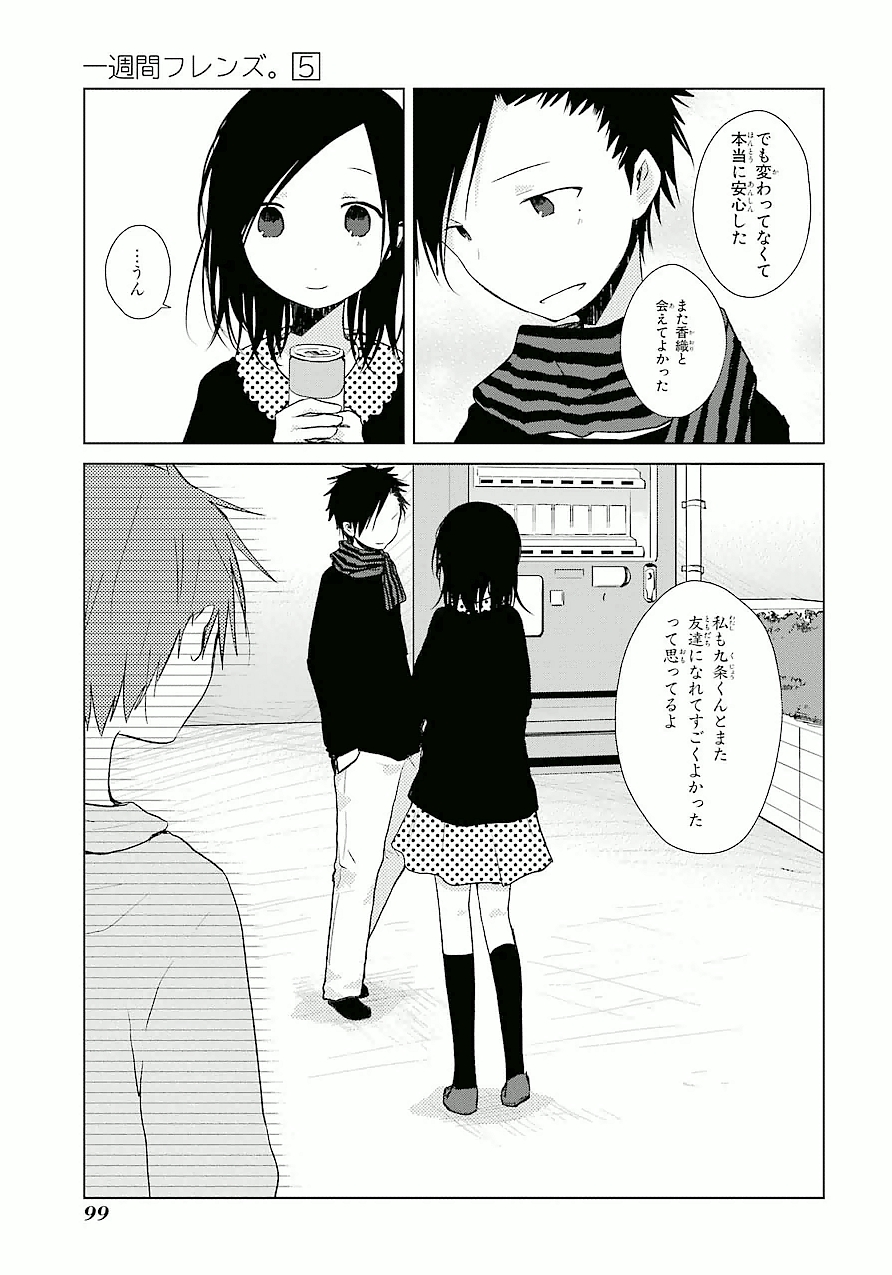 一週間フレンズ。5
でも変わってなくて
本当に安心した
また香織と
会えてよかった
…うん
私も九条くんとまた
友達になれてすごくよかった
って思ってるよ
99